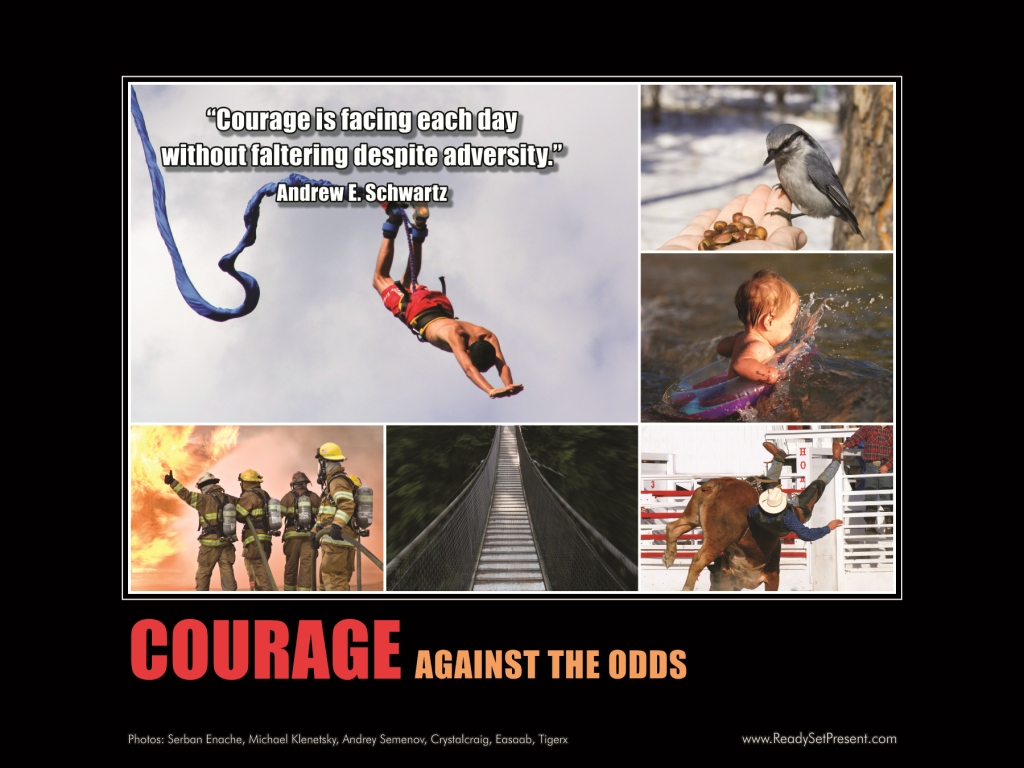 “Courage is facing each day
without faltering despite adversity.”
Andrew E. Schwartz
COURAGE AGAINST THE ODDS
Photos: Serban Enache, Michael Klenetsky, Andrey Semenov, Crystalcraig, Easaab, Tigerx
www.ReadySetPresent.com